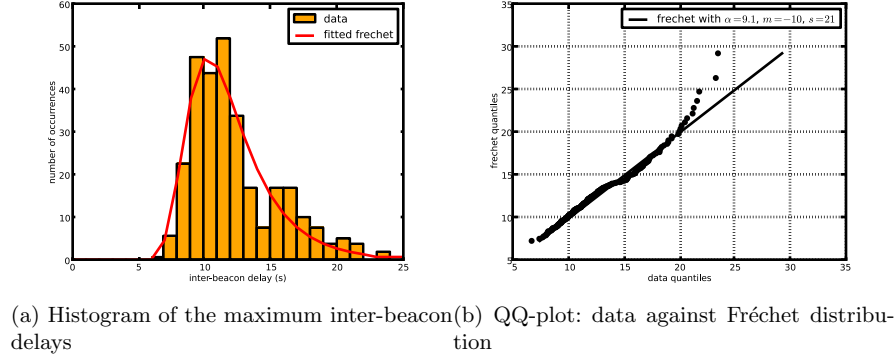 60
50
40
30
20
10
0
number of occurrences
data
fitted frechet
0 5 10 15 20 25
inter-beacon delay (s)
35
30
25
20
15
10
5
frechet quantiles
frechet with α=9.1, m=−10, s=21
5 10 15 20 25 30 35
data quantiles
(a) Histogram of the maximum inter-beacon
delays
(b) QQ-plot: data against Fréchet distribu-
tion